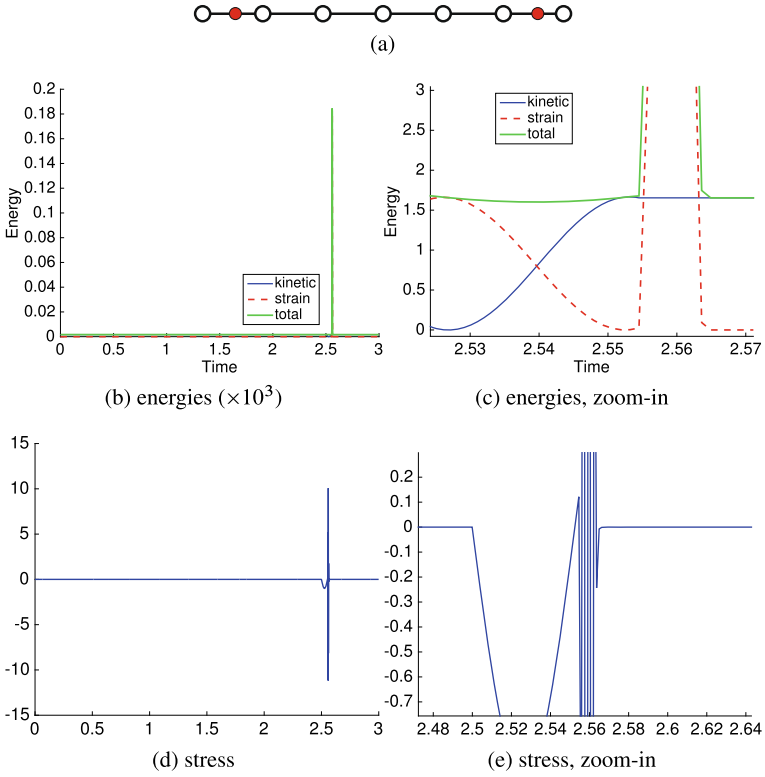 (a)
0.2
0.18
0.16
0.14
0.12
0.1
0.08
0.06
0.04
0.02
0
Energy
kinetic
strain
total
0 0.5 1 1.5 2 2.5 3
Time
(b) energies (×10³)
3
2.5
2
1.5
1
0.5
0
Energy
kinetic
strain
total
2.53 2.54 2.55 2.56 2.57
Time
(c) energies, zoom-in
15
10
5
0
-5
-10
-15
0 0.5 1 1.5 2 2.5 3
(d) stress
0.2
0.1
0
-0.1
-0.2
-0.3
-0.4
-0.5
-0.6
-0.7
2.48 2.5 2.52 2.54 2.56 2.58 2.6 2.62 2.64
(e) stress, zoom-in